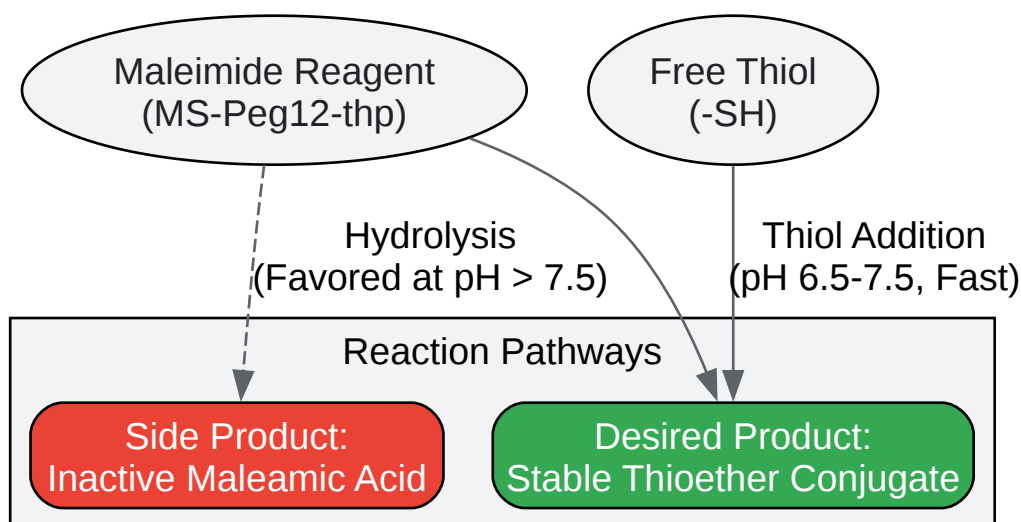 Maleimide Reagent
(MS-Peg12-thp)
Free Thiol
(-SH)
Hydrolysis
(Favored at pH > 7.5)
Thiol Addition
(pH 6.5-7.5, Fast)
Reaction Pathways
Side Product:
Inactive Maleamic Acid
Desired Product:
Stable Thioether Conjugate